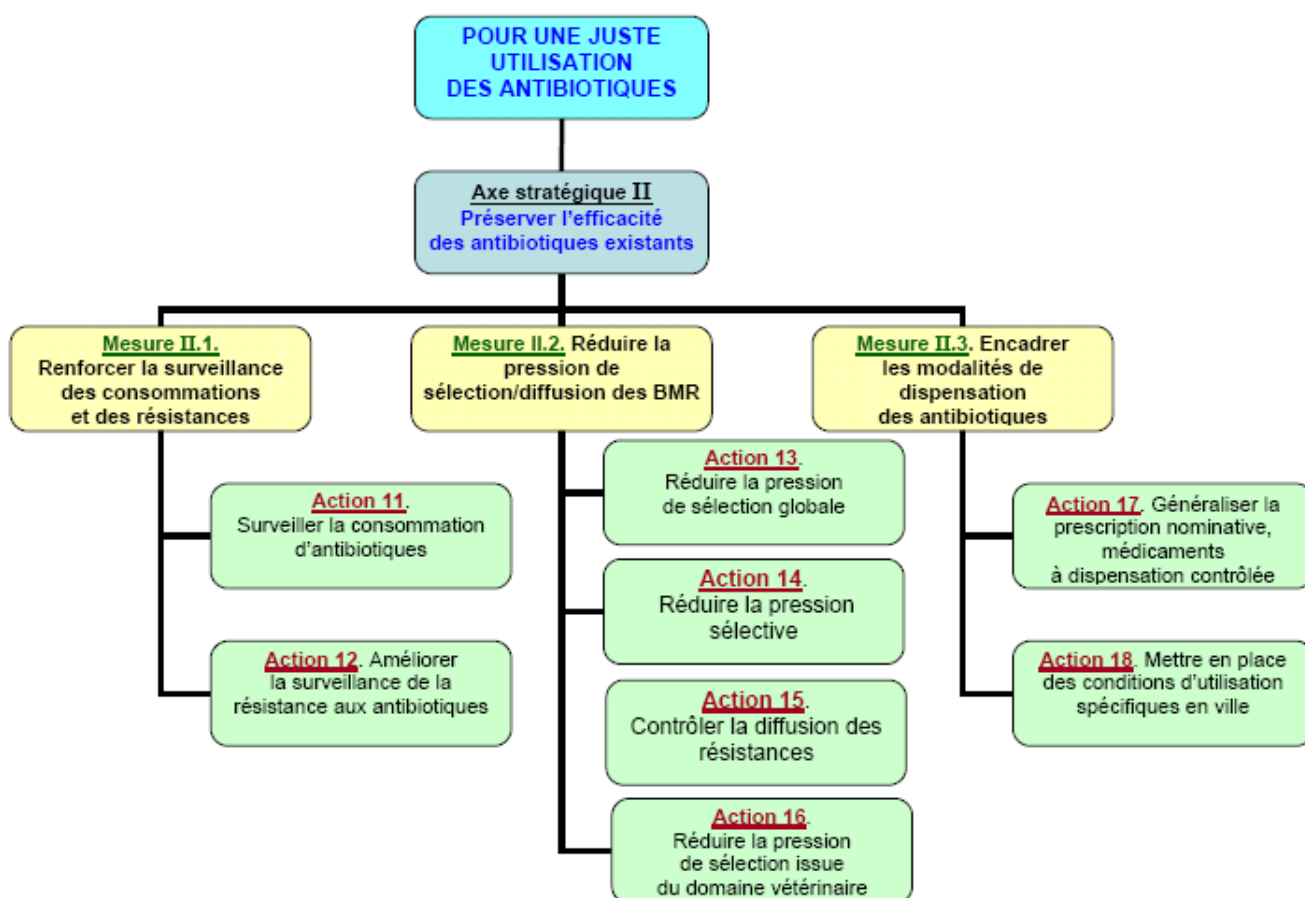 POUR UNE JUSTE
UTILISATION
DES ANTIBIOTIQUES
Axe stratégique II
Préserver l'efficacité
des antibiotiques existants
Mesure II.1.
Renforcer la surveillance
des consommations
et des résistances
Mesure II.2. Réduire la
pression de
sélection/diffusion des BMR
Mesure II.3. Encadrer
les modalités de
dispensation
des antibiotiques
Action 11.
Surveiller la consommation
d'antibiotiques
Action 12. Améliorer
la surveillance de la
résistance aux antibiotiques
Action 13.
Réduire la pression
de sélection globale
Action 14.
Réduire la pression
sélective
Action 15.
Contrôler la diffusion des
résistances
Action 16.
Réduire la pression
de sélection issue
du domaine vétérinaire
Action 17. Généraliser la
prescription nominative,
médicaments
à dispensation contrôlée
Action 18. Mettre en place
des conditions d'utilisation
spécifiques en ville